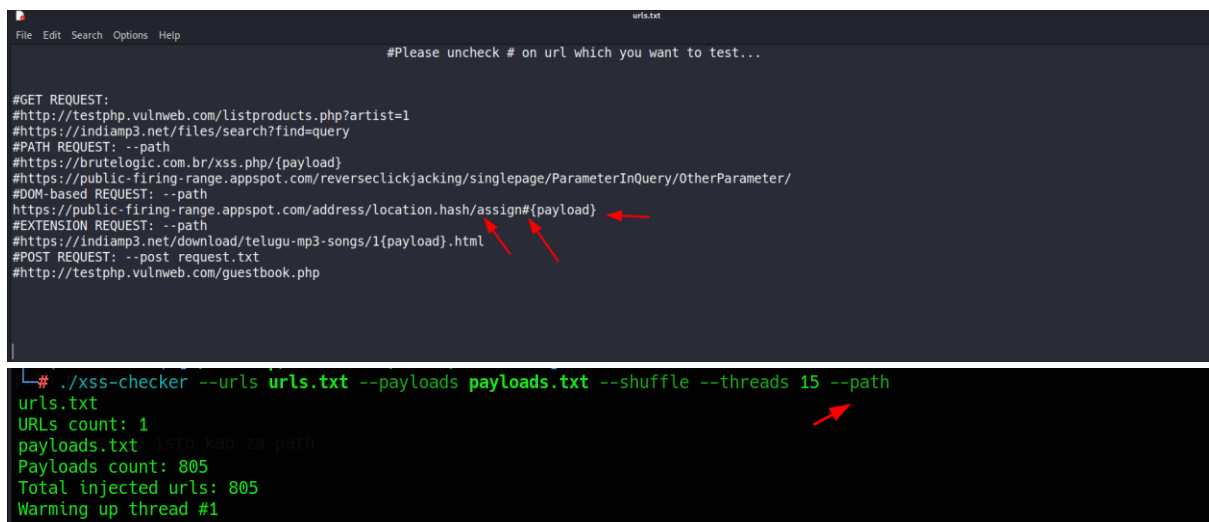 urls.txt
File Edit Search Options Help
#Please uncheck # on url which you want to test...
#GET REQUEST:
#http://testphp.vulnweb.com/listproducts.php?artist=1
#https://indiamp3.net/files/search?find=query
#PATH REQUEST: --path
#https://brutelogic.com.br/xss.php/{payload}
#https://public-firing-range.appspot.com/reverseclickjacking/singlepage/ParameterInQuery/OtherParameter/
#DOM-based REQUEST: --path
https://public-firing-range.appspot.com/address/location.hash/assign#{payload}
#EXTENSION REQUEST: --path
#https://indiamp3.net/download/telugu-mp3-songs/1{payload}.html
#POST REQUEST: --post request.txt
#http://testphp.vulnweb.com/guestbook.php
# ./xss-checker --urls urls.txt --payloads payloads.txt --shuffle --threads 15 --path
urls.txt
URLs count: 1
payloads.txt isto kao za path
Payloads count: 805
Total injected urls: 805
Warming up thread #1